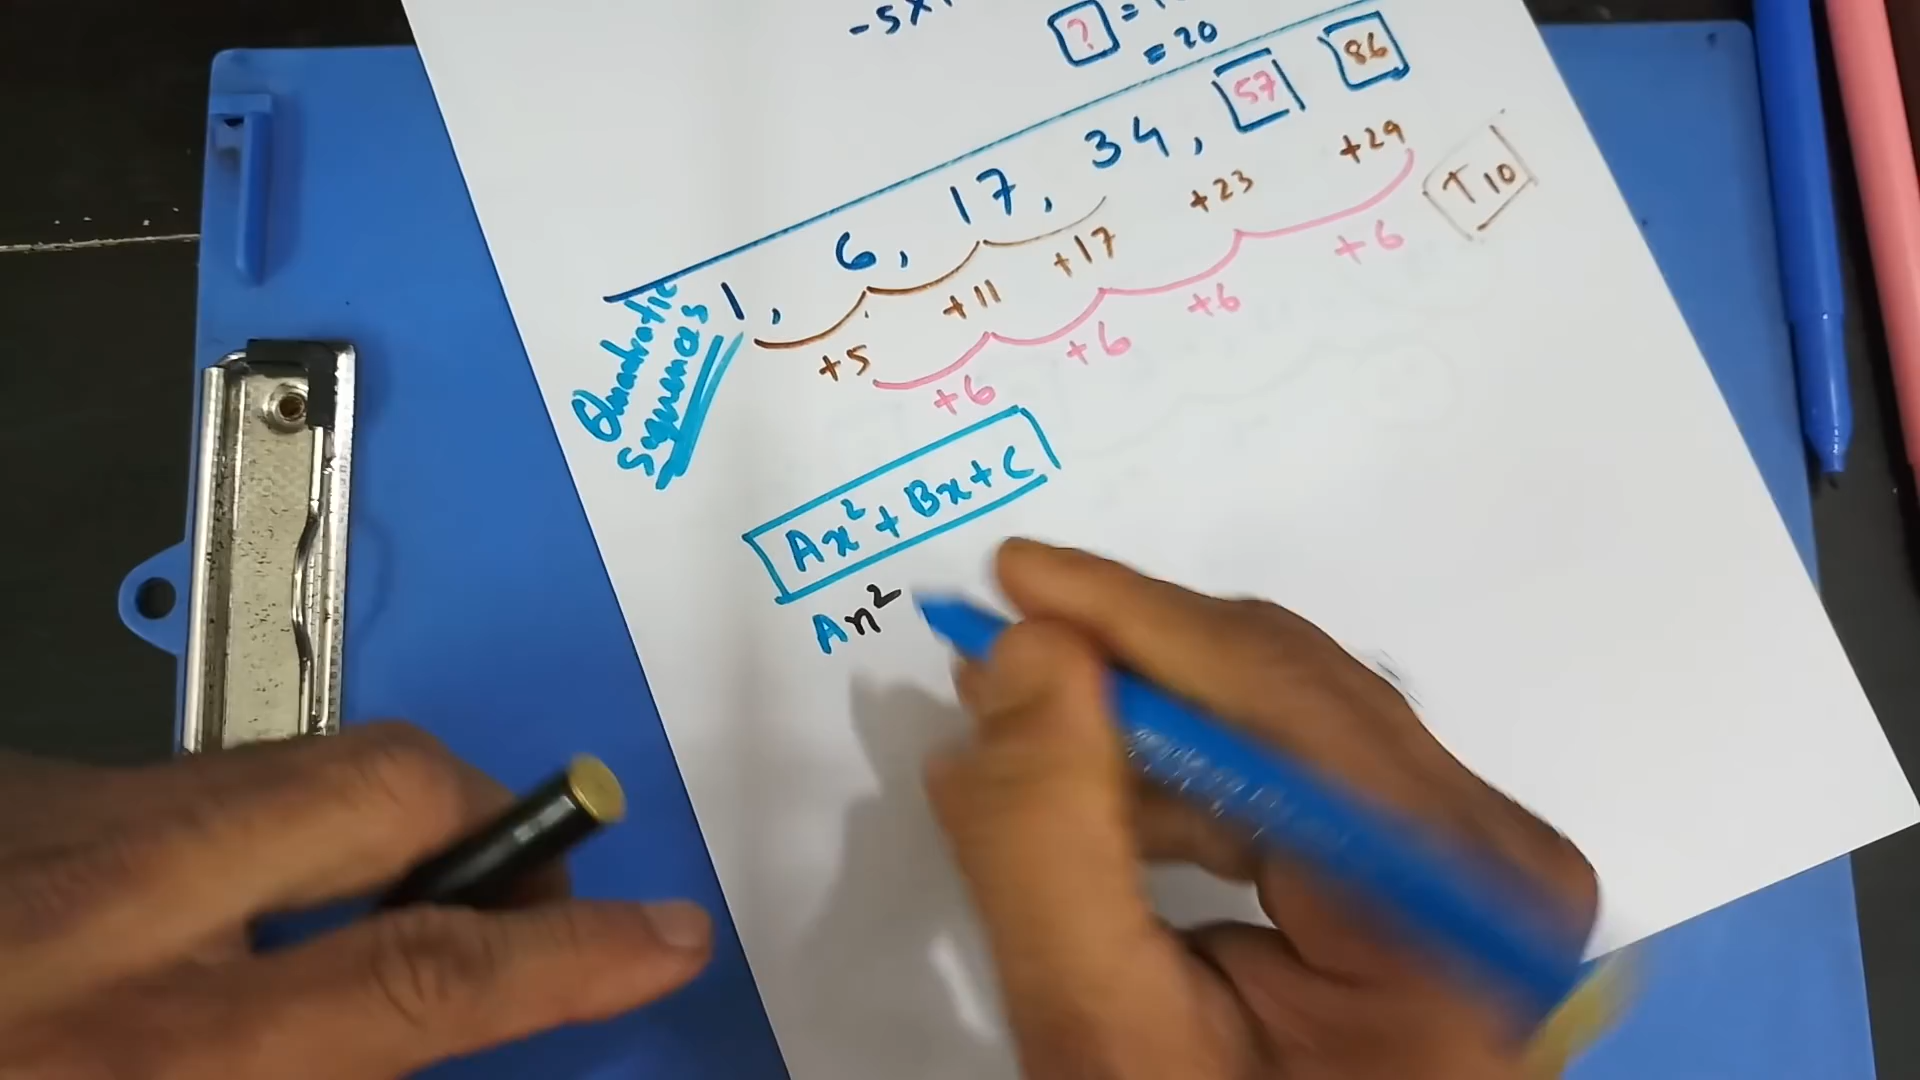 -5x
? =
= 20
1, 6, 17, 34, 57 86
+5 +11 +17 +23 +29
+6 +6 +6 +6
T10
Quadratic
Sequences
Ax² + Bx + C
An²